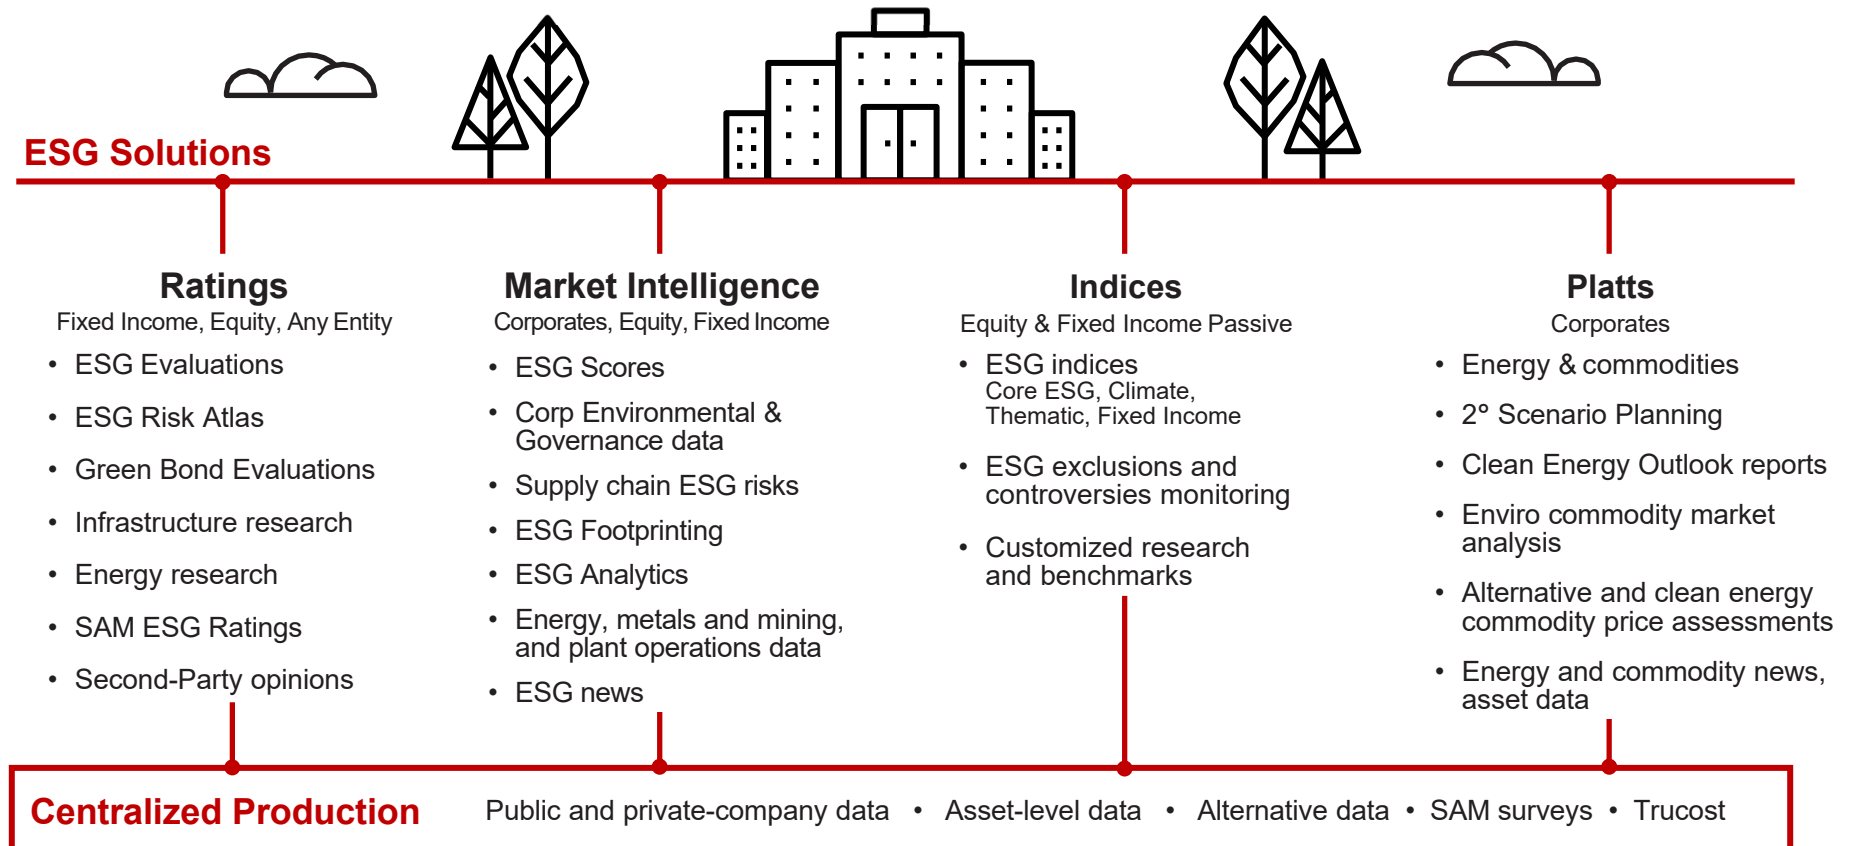 ESG Solutions
Ratings
Fixed Income, Equity, Any Entity
• ESG Evaluations
• ESG Risk Atlas
• Green Bond Evaluations
• Infrastructure research
• Energy research
• SAM ESG Ratings
• Second-Party opinions
Market Intelligence
Corporates, Equity, Fixed Income
• ESG Scores
• Corp Environmental &
Governance data
• Supply chain ESG risks
• ESG Footprinting
• ESG Analytics
• Energy, metals and mining,
and plant operations data
• ESG news
Indices
Equity & Fixed Income Passive
• ESG indices
Core ESG, Climate,
Thematic, Fixed Income
• ESG exclusions and
controversies monitoring
• Customized research
and benchmarks
Platts
Corporates
• Energy & commodities
• 2° Scenario Planning
• Clean Energy Outlook reports
• Enviro commodity market
analysis
• Alternative and clean energy
commodity price assessments
• Energy and commodity news,
asset data
Centralized Production
Public and private-company data • Asset-level data • Alternative data • SAM surveys • Trucost